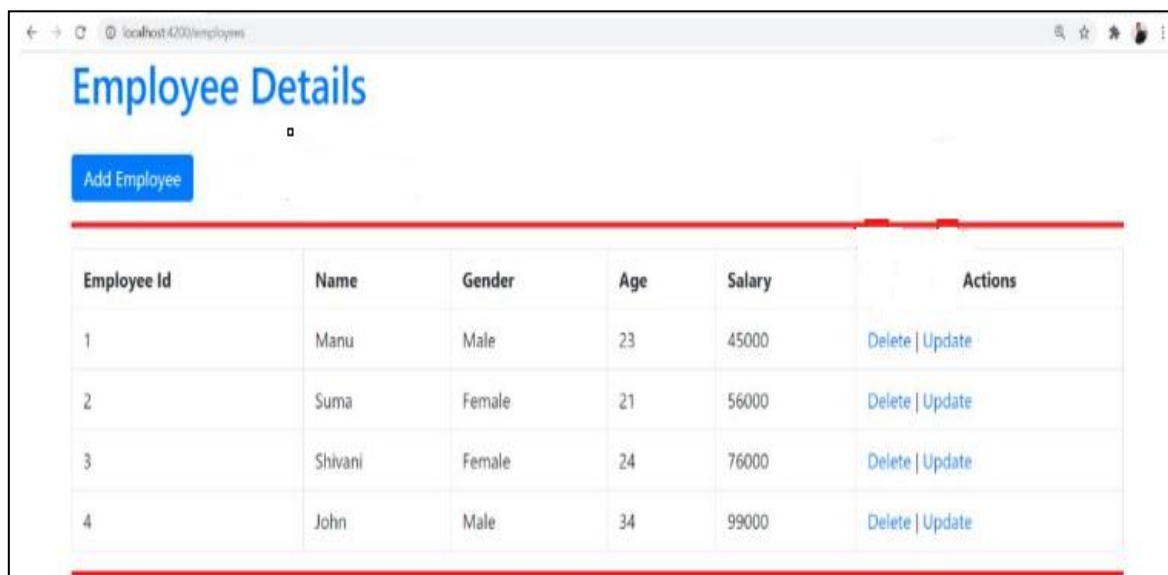 localhost:4200/employees
Employee Details
Add Employee
Employee Id Name Gender Age Salary Actions
1 Manu Male 23 45000 Delete | Update
2 Suma Female 21 56000 Delete | Update
3 Shivani Female 24 76000 Delete | Update
4 John Male 34 99000 Delete | Update